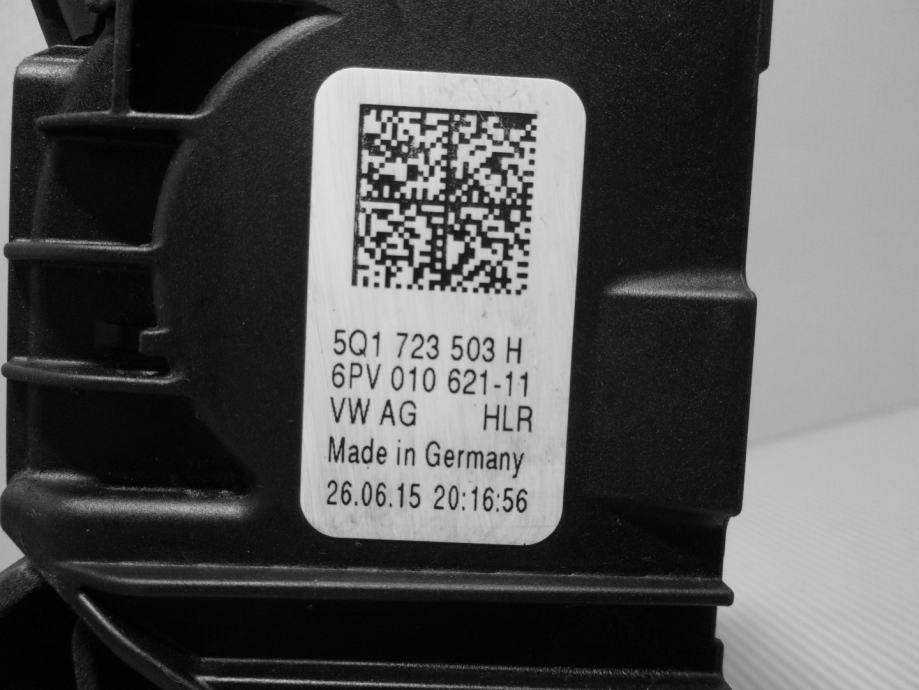 5Q1 723 503 H
6PV 010 621-11
VW AG HLR
Made in Germany
26.06.15 20:16:56